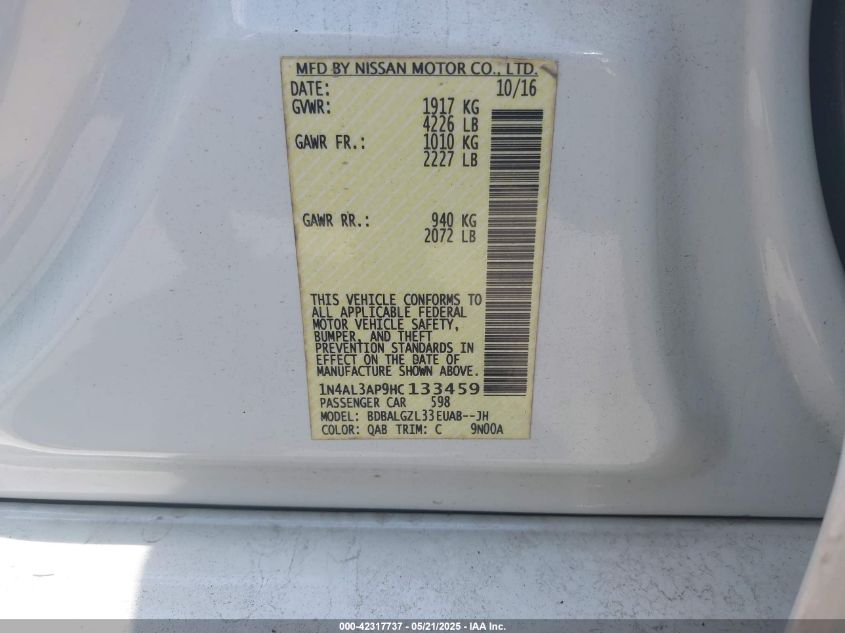 MFD BY NISSAN MOTOR CO., LTD.
DATE: 10/16
GVWR: 1917 KG
4226 LB
GAWR FR.: 1010 KG
2227 LB
GAWR RR.: 940 KG
2072 LB
THIS VEHICLE CONFORMS TO
ALL APPLICABLE FEDERAL
MOTOR VEHICLE SAFETY,
BUMPER, AND THEFT
PREVENTION STANDARDS IN
EFFECT ON THE DATE OF
MANUFACTURE SHOWN ABOVE.
1N4AL3AP9HC133459
PASSENGER CAR 598
MODEL: BDBALGZL33EUAB--JH
COLOR: QAB TRIM: C 9N00A
000-42317737 - 05/21/2025 - IAA Inc.